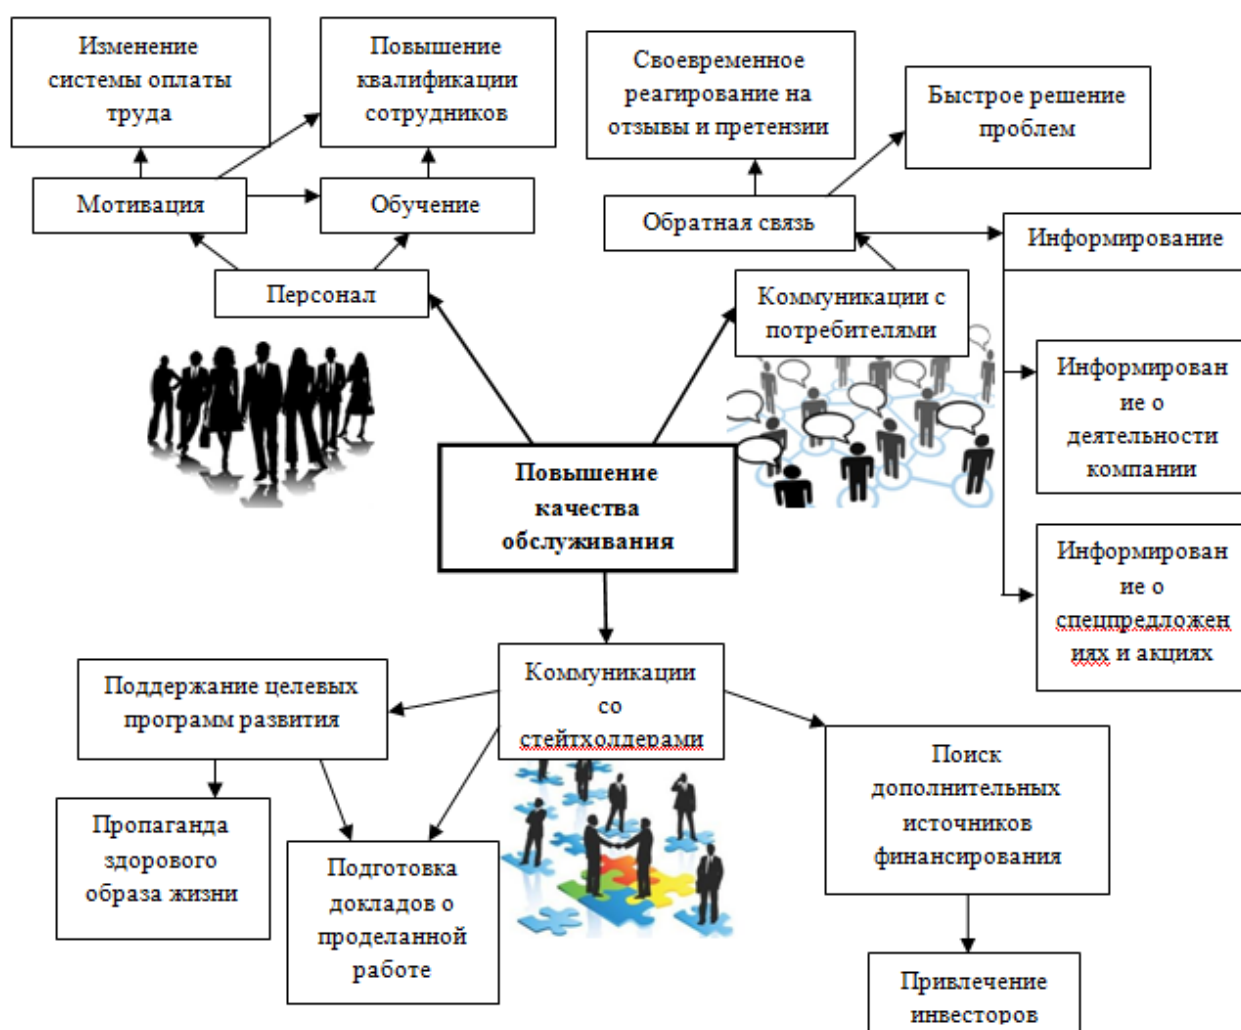 Изменение
системы оплаты
труда
Повышение
квалификации
сотрудников
Своевременное
реагирование на
отзывы и претензии
Быстрое решение
проблем
Мотивация
Обучение
Обратная связь
Информирование
Персонал
Коммуникации с
потребителями
Информирован
ие о
деятельности
компании
Повышение
качества
обслуживания
Информирован
ие о
спецпредложен
иях и акциях
Поддержание целевых
программ развития
Коммуникации
со
стейтхолдерами
Поиск
дополнительных
источников
финансирования
Пропаганда
здорового
образа жизни
Подготовка
докладов о
проделанной
работе
Привлечение
инвесторов